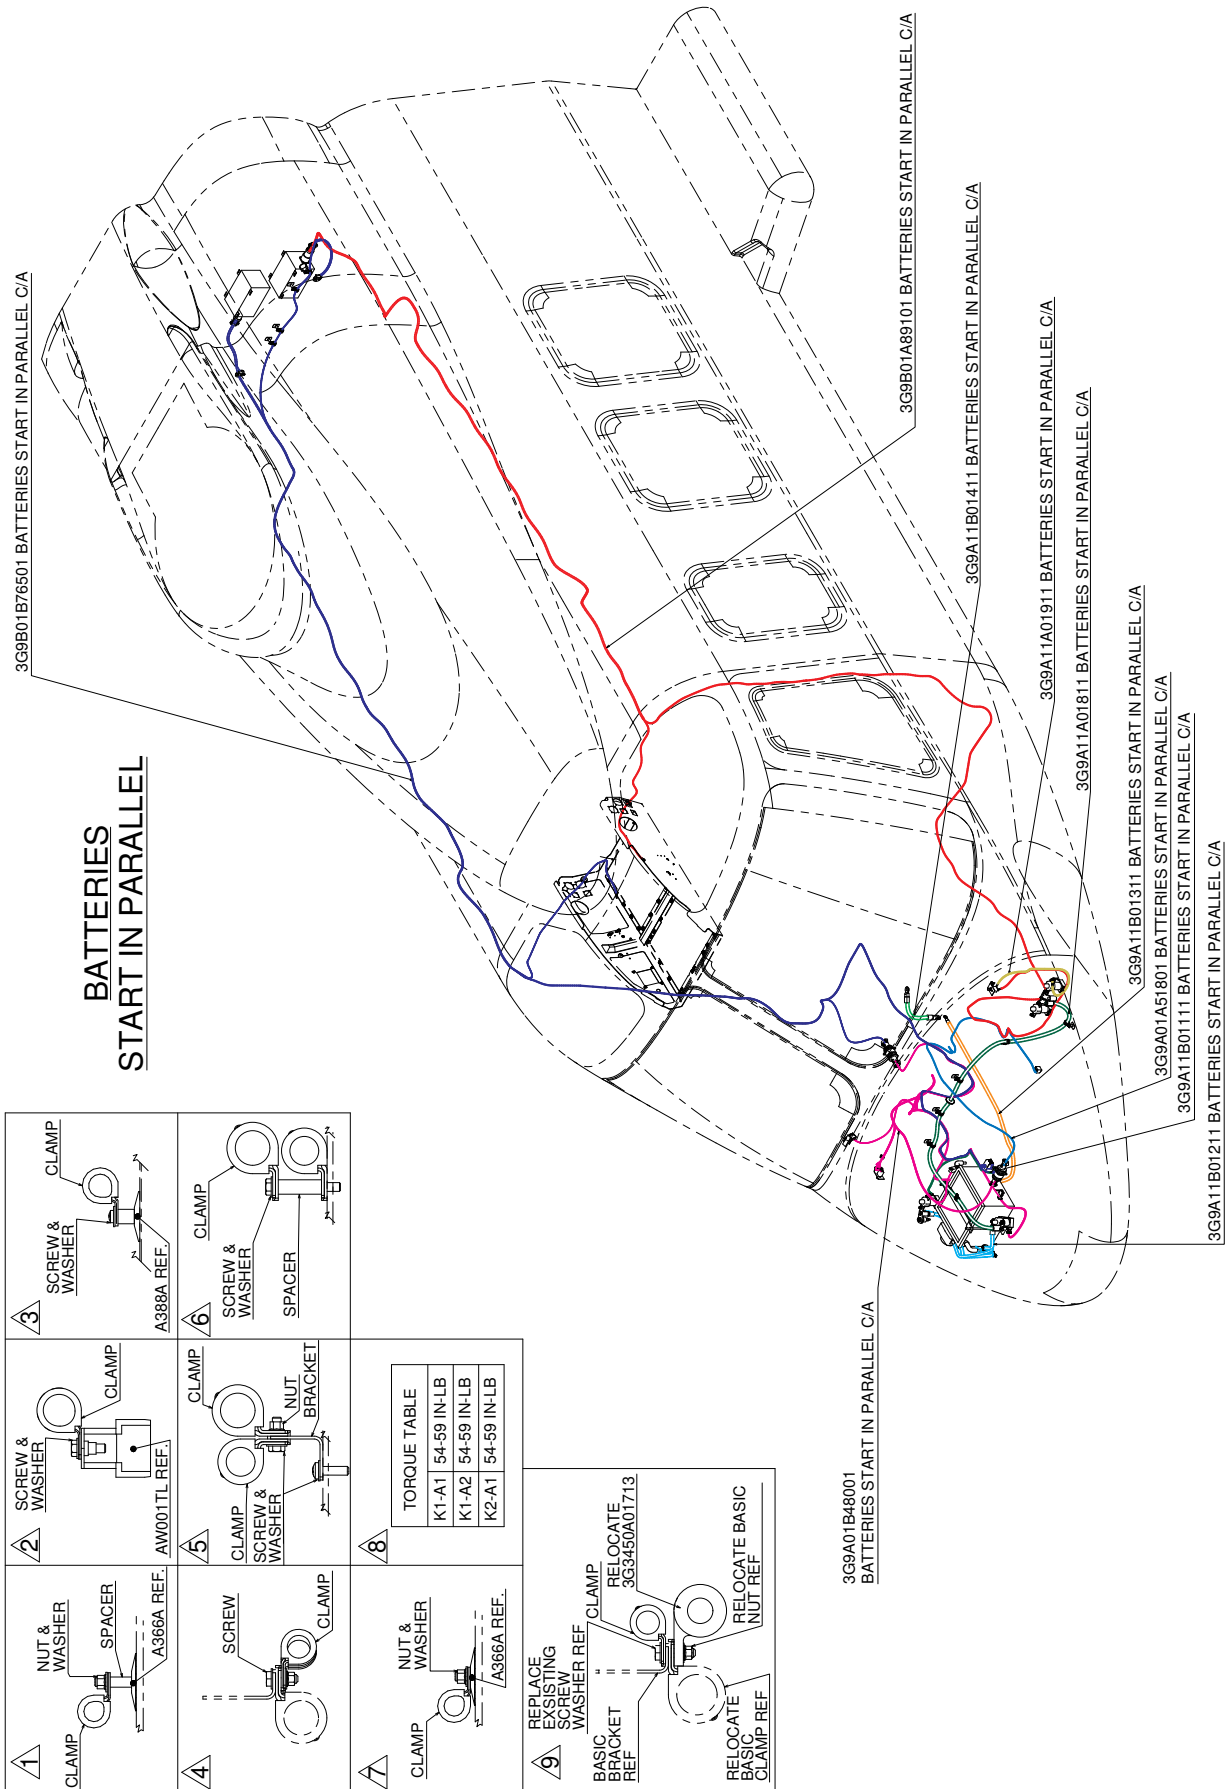 BATTERIES
START IN PARALLEL
1
CLAMP
NUT &
WASHER
SPACER
A366A REF.
2
SCREW &
WASHER
CLAMP
AW001TL REF.
3
SCREW &
WASHER
CLAMP
A388A REF.
4
SCREW
CLAMP
5
CLAMP
SCREW &
WASHER
CLAMP
NUT
BRACKET
6
CLAMP
SCREW &
WASHER
SPACER
7
CLAMP
NUT &
WASHER
A366A REF.
8
TORQUE TABLE
K1-A1 54-59 IN-LB
K1-A2 54-59 IN-LB
K2-A1 54-59 IN-LB
9
REPLACE
EXSISTING
SCREW
WASHER REF
BASIC
BRACKET
REF
CLAMP
RELOCATE
3G3450A01713
RELOCATE BASIC
NUT REF
RELOCATE
BASIC
CLAMP REF
3G9B01B76501 BATTERIES START IN PARALLEL C/A
3G9B01A89101 BATTERIES START IN PARALLEL C/A
3G9A11B01411 BATTERIES START IN PARALLEL C/A
3G9A11A01911 BATTERIES START IN PARALLEL C/A
3G9A11A01811 BATTERIES START IN PARALLEL C/A
3G9A11B01311 BATTERIES START IN PARALLEL C/A
3G9A01A51801 BATTERIES START IN PARALLEL C/A
3G9A11B01111 BATTERIES START IN PARALLEL C/A
3G9A11B01211 BATTERIES START IN PARALLEL C/A
3G9A01B48001
BATTERIES START IN PARALLEL C/A